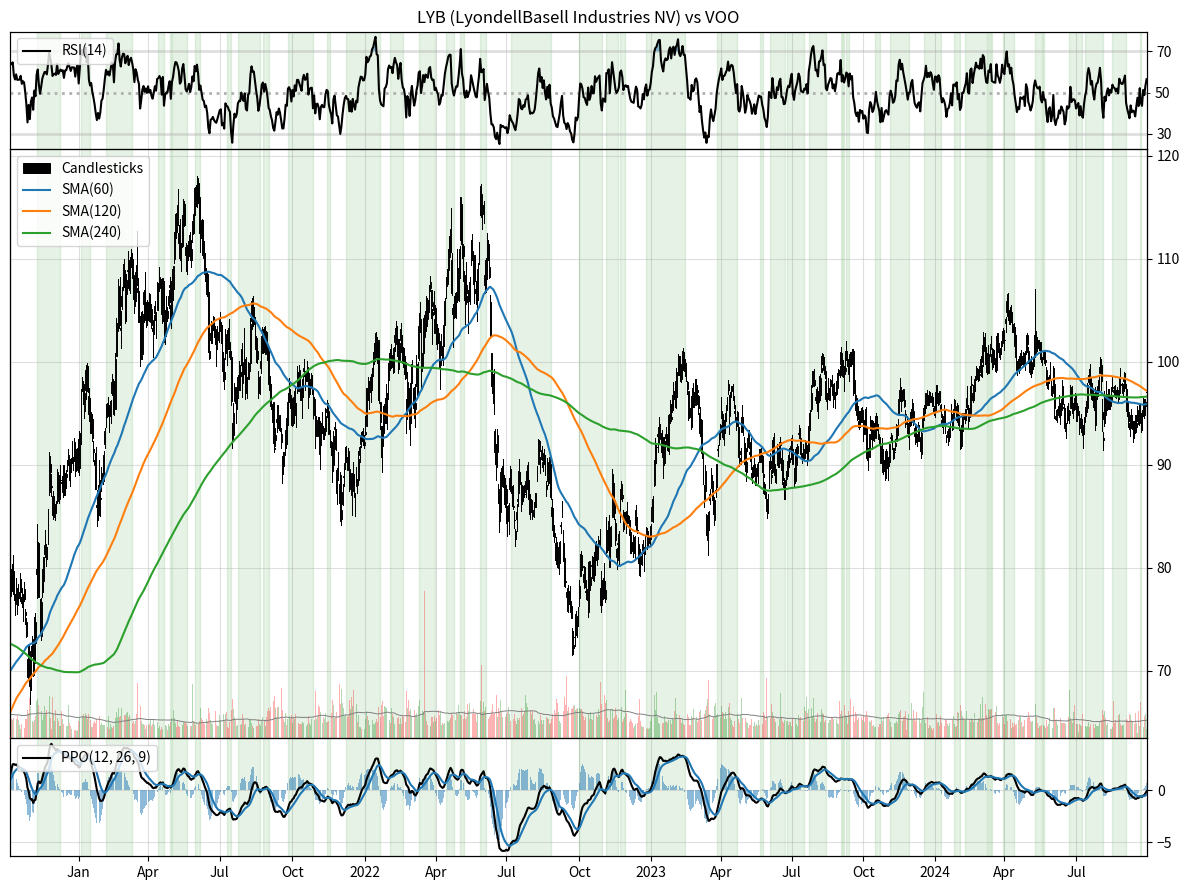 LYB (LyondellBasell Industries NV) vs VOO
RSI(14)
70
50
30
Candlesticks
SMA(60)
SMA(120)
SMA(240)
120
110
100
90
80
70
PPO(12, 26, 9)
0
−5
Jan Apr Jul Oct 2022 Apr Jul Oct 2023 Apr Jul Oct 2024 Apr Jul